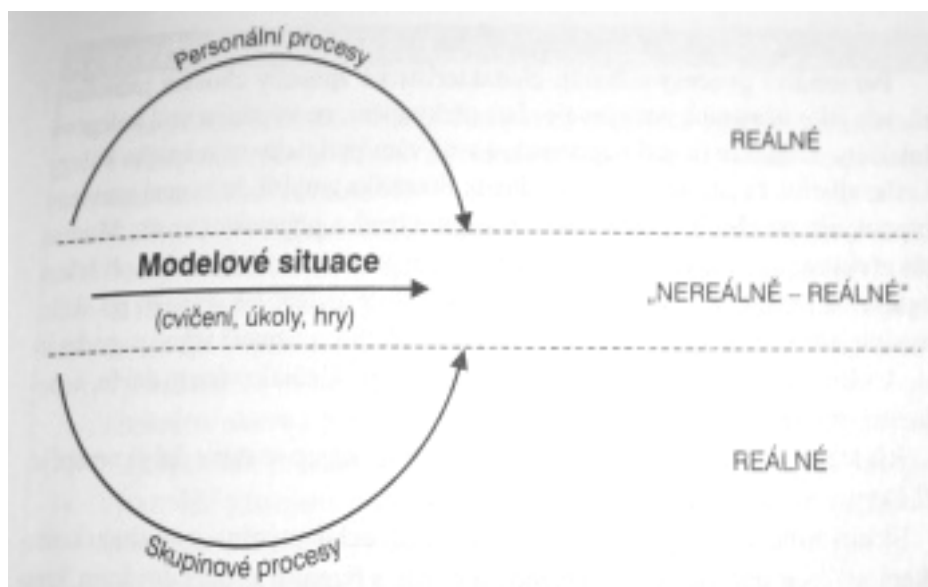 Personální procesy
REÁLNÉ
Modelové situace
(cvičení, úkoly, hry)
„NEREÁLNĚ – REÁLNÉ“
REÁLNÉ
Skupinové procesy